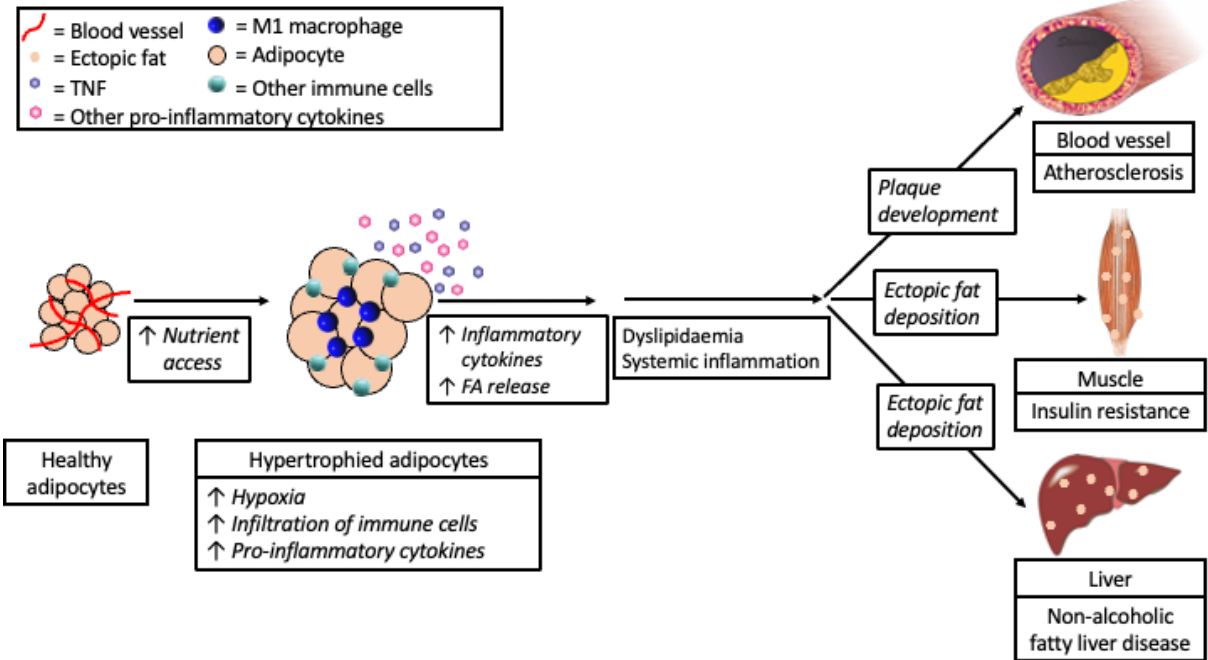 = Blood vessel
= M1 macrophage
= Ectopic fat
= Adipocyte
= TNF
= Other immune cells
= Other pro-inflammatory cytokines
Blood vessel
Atherosclerosis
Plaque
development
↑ Nutrient
access
↑ Inflammatory
cytokines
↑ FA release
Dyslipidaemia
Systemic inflammation
Ectopic fat
deposition
Muscle
Insulin resistance
Ectopic fat
deposition
Healthy
adipocytes
Hypertrophied adipocytes
↑ Hypoxia
↑ Infiltration of immune cells
↑ Pro-inflammatory cytokines
Liver
Non-alcoholic
fatty liver disease